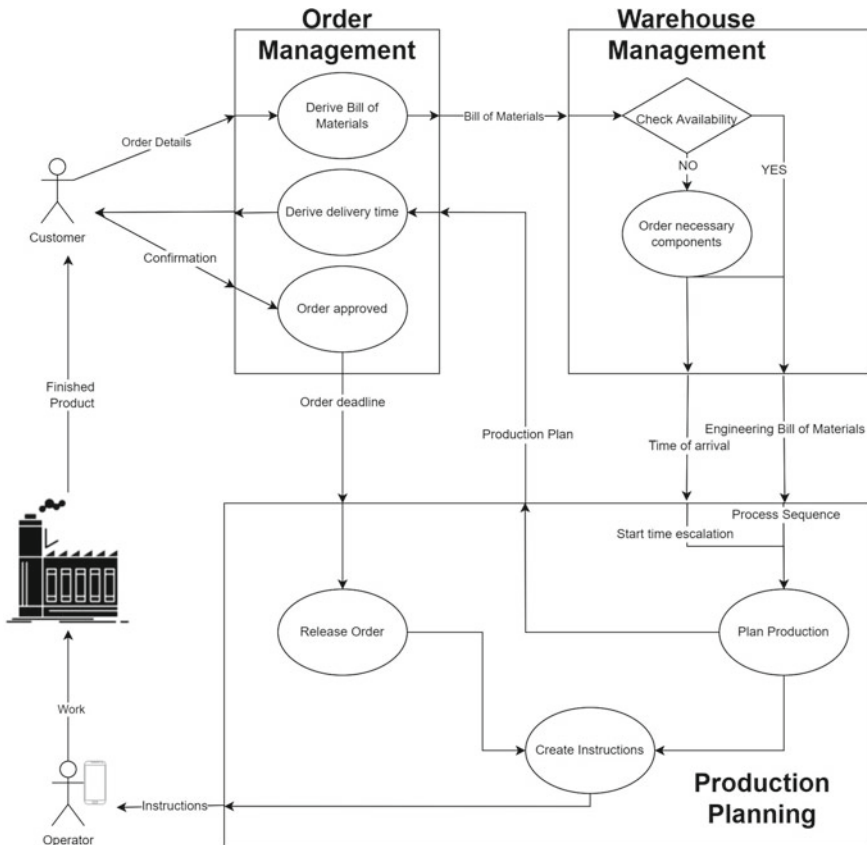 Order
Management
Warehouse
Management
Derive Bill of
Materials
Bill of Materials
Check Availability
Order Details
NO
YES
Customer
Derive delivery time
Order necessary
components
Confirmation
Order approved
Finished
Product
Order deadline
Production Plan
Engineering Bill of Materials
Time of arrival
Process Sequence
Start time escalation
Release Order
Plan Production
Work
Create Instructions
Production
Planning
Instructions
Operator